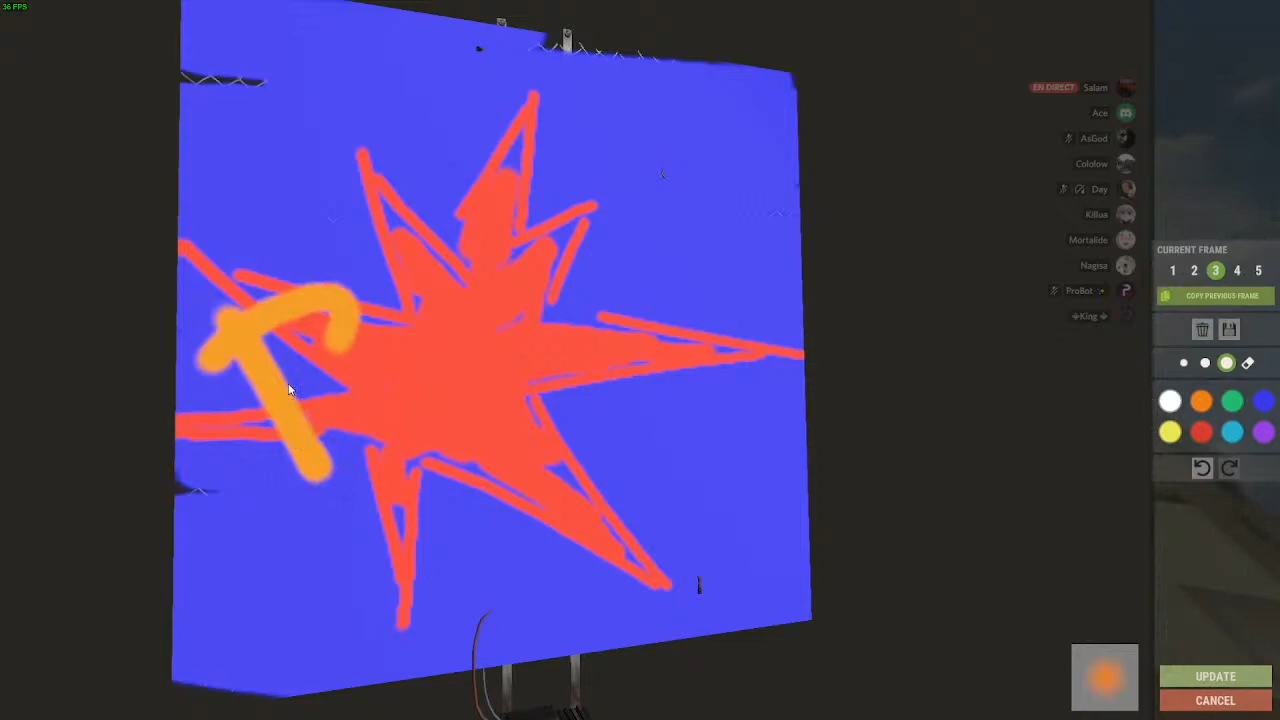 36 FPS
EN DIRECT Salam
Ace
AsGod
Cololow
Day
Killua
Mortalide
Nagisa
ProBot
King
CURRENT FRAME
1 2 3 4 5
COPY PREVIOUS FRAME
UPDATE
CANCEL